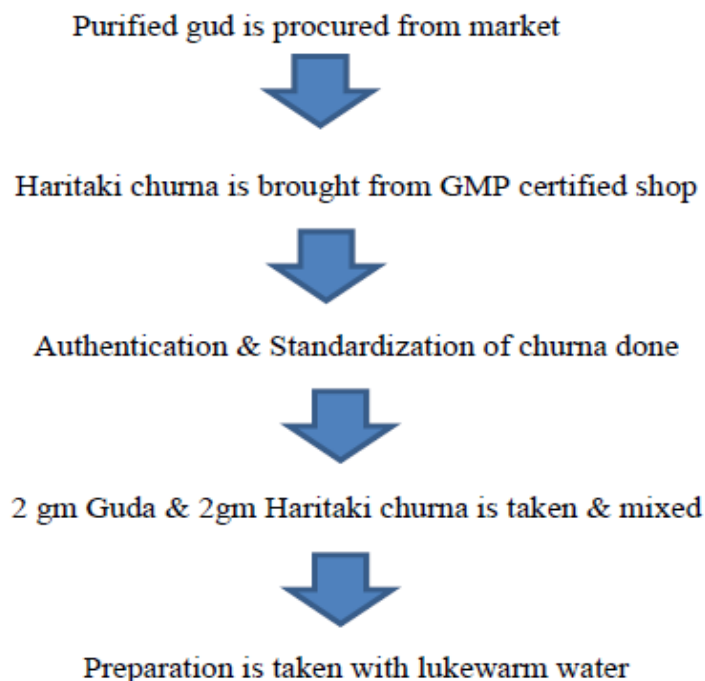 Purified gud is procured from market
Haritaki churna is brought from GMP certified shop
Authentication & Standardization of churna done
2 gm Guda & 2gm Haritaki churna is taken & mixed
Preparation is taken with lukewarm water